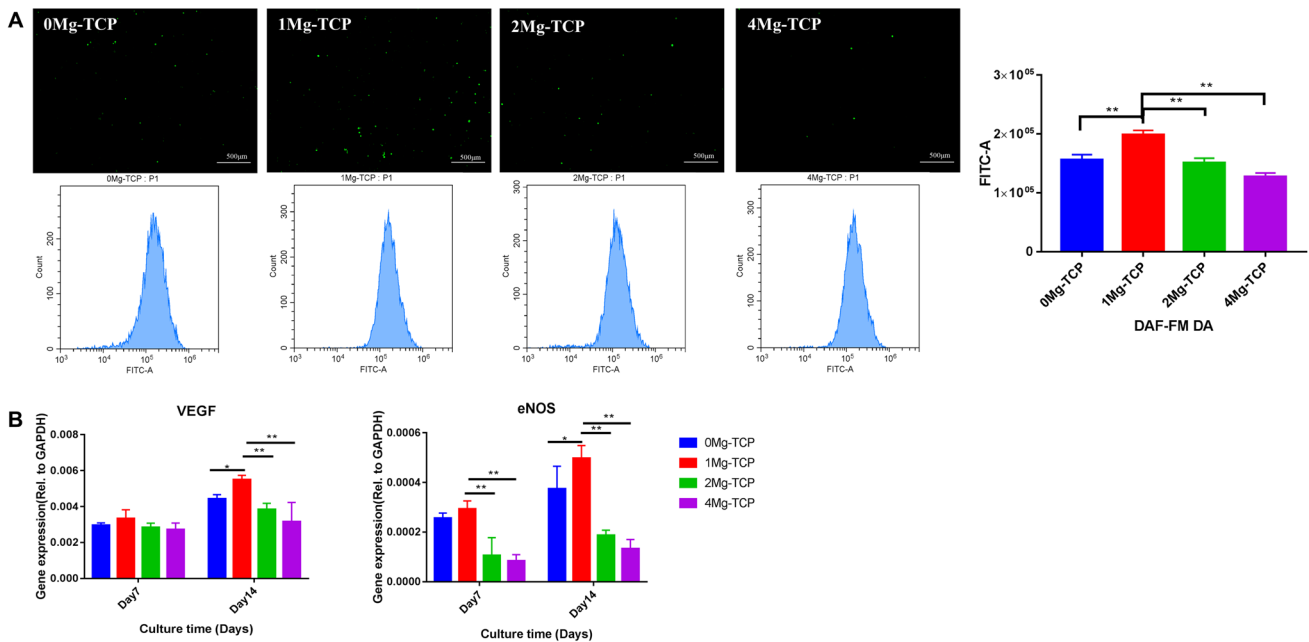 A
0Mg-TCP
1Mg-TCP
2Mg-TCP
4Mg-TCP
500μm
500μm
500μm
500μm
0Mg-TCP : P1
Count
0
100
200
10³ 10⁴ 10⁵ 10⁶
FITC-A
1Mg-TCP : P1
Count
0
100
200
300
10³ 10⁴ 10⁵ 10⁶
FITC-A
2Mg-TCP : P1
Count
0
100
200
300
10³ 10⁴ 10⁵ 10⁶
FITC-A
4Mg-TCP : P1
Count
0
100
200
300
10³ 10⁴ 10⁵ 10⁶
FITC-A
FITC-A
3×10⁰⁵
2×10⁰⁵
1×10⁰⁵
0
**
**
**
0Mg-TCP
1Mg-TCP
2Mg-TCP
4Mg-TCP
DAF-FM DA
B
VEGF
Gene expression(Rel. to GAPDH)
0.008
0.006
0.004
0.002
0.000
*
**
**
Day7
Day14
Culture time (Days)
eNOS
Gene expression(Rel. to GAPDH)
0.0006
0.0004
0.0002
0.0000
**
**
*
**
**
Day7
Day14
Culture time (Days)
0Mg-TCP
1Mg-TCP
2Mg-TCP
4Mg-TCP